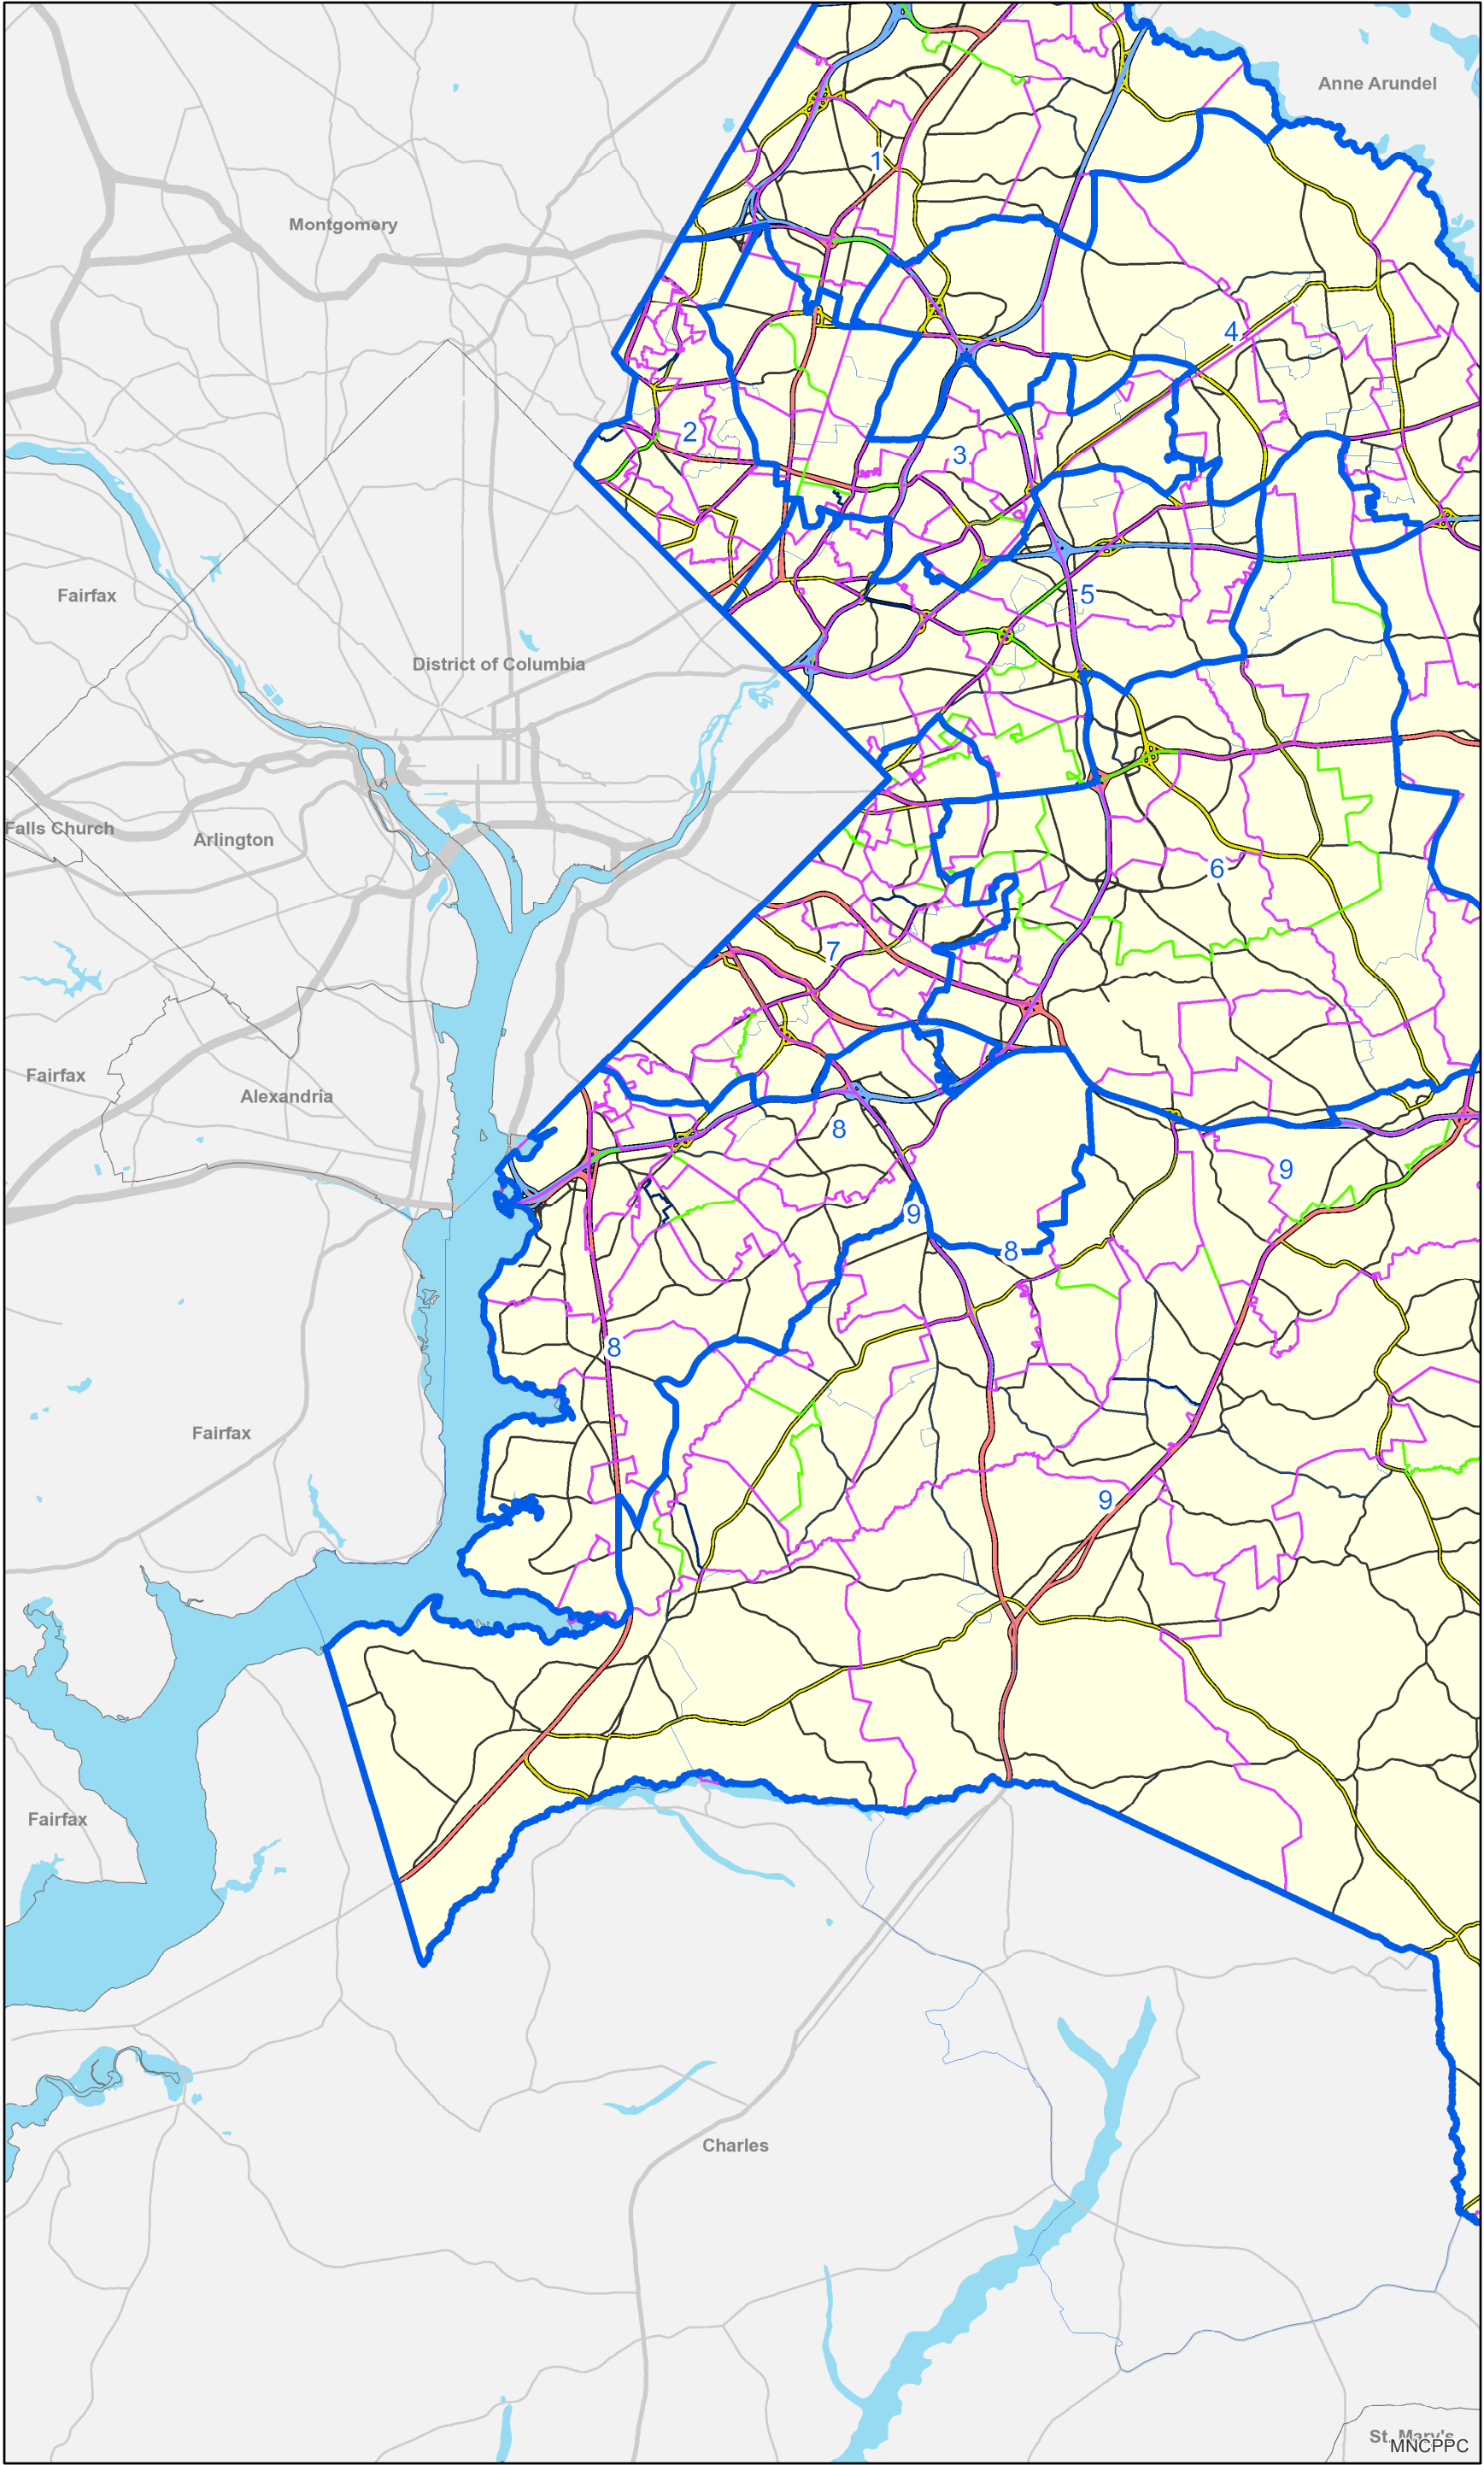 Anne Arundel
1
Montgomery
4
2
3
Fairfax
5
District of Columbia
Falls Church
Arlington
6
7
Fairfax
Alexandria
8
9
9
8
8
Fairfax
9
Fairfax
Charles
St. Mary's
MNCPPC